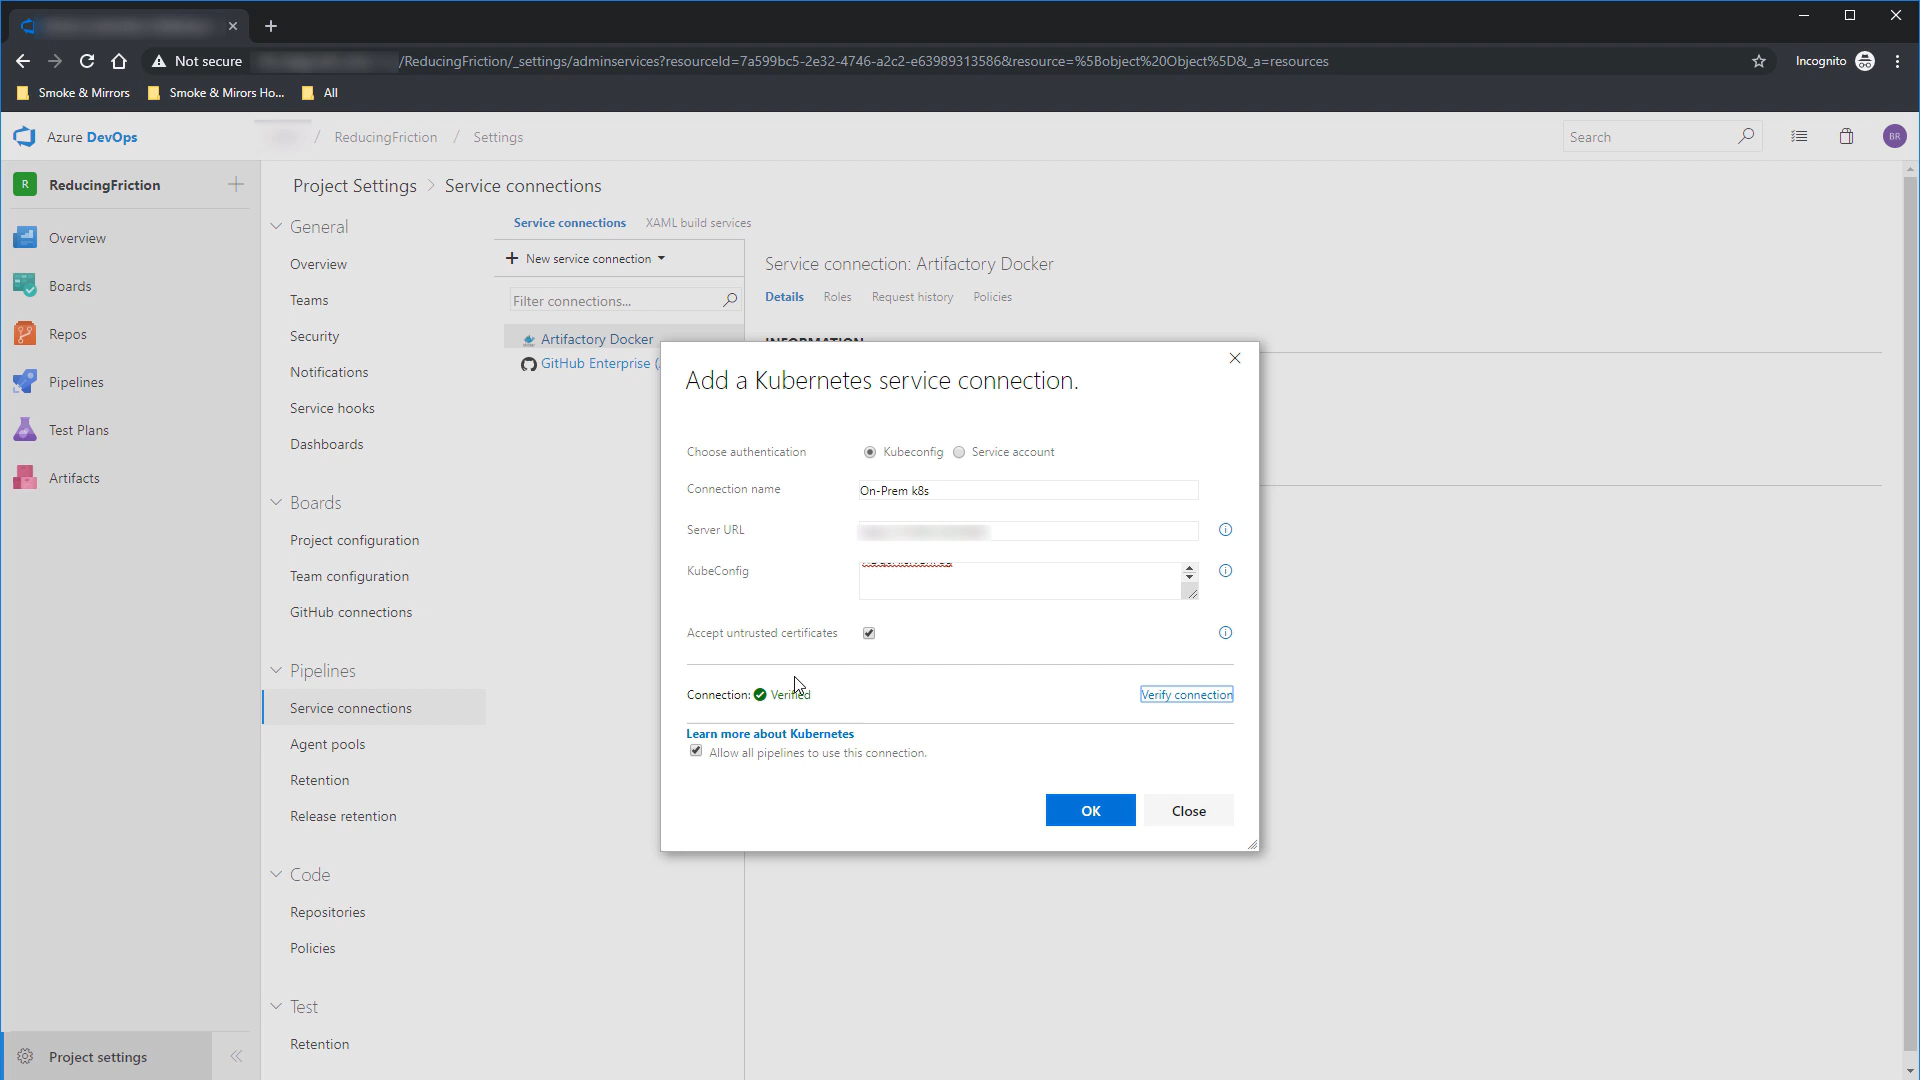 Not secure
/ReducingFriction/_settings/adminservices?resourceId=7a599bc5-2e32-4746-a2c2-e63989313586&resource=%5Bobject%20Object%5D&_a=resources
Incognito
Smoke & Mirrors
Smoke & Mirors Ho...
All
Azure DevOps
/ ReducingFriction / Settings
Search
BR
R
ReducingFriction
Overview
Boards
Repos
Pipelines
Test Plans
Artifacts
Project settings
Project Settings > Service connections
General
Overview
Teams
Security
Notifications
Service hooks
Dashboards
Boards
Project configuration
Team configuration
GitHub connections
Pipelines
Service connections
Agent pools
Retention
Release retention
Code
Repositories
Policies
Test
Retention
Service connections
XAML build services
+ New service connection
Filter connections...
Artifactory Docker
GitHub Enterprise (
Service connection: Artifactory Docker
Details
Roles
Request history
Policies
INFORMATION
Add a Kubernetes service connection.
Choose authentication
Kubeconfig
Service account
Connection name
On-Prem k8s
Server URL
KubeConfig
Accept untrusted certificates
Connection: Verified
Verify connection
Learn more about Kubernetes
Allow all pipelines to use this connection.
OK
Close